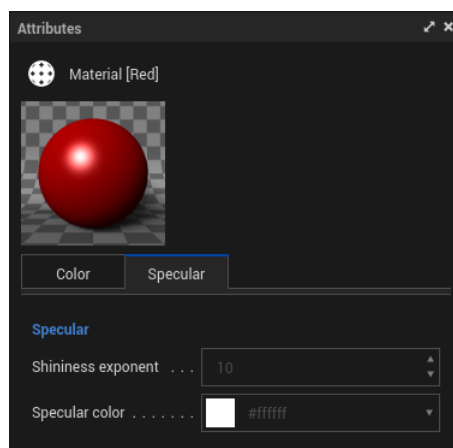 Attributes
Material [Red]
Color Specular
Specular
Shininess exponent . . . 10
Specular color . . . . . . . #ffffff